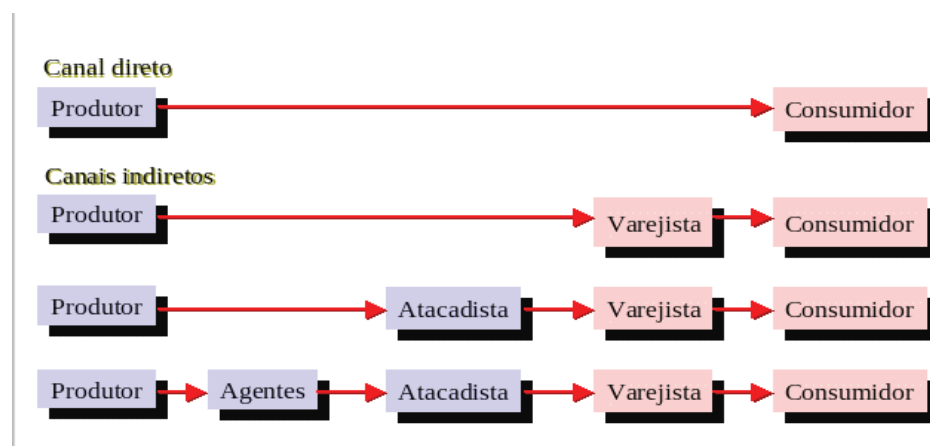 Canal direto
Produtor Consumidor
Canais indiretos
Produtor Varejista Consumidor
Produtor Atacadista Varejista Consumidor
Produtor Agentes Atacadista Varejista Consumidor